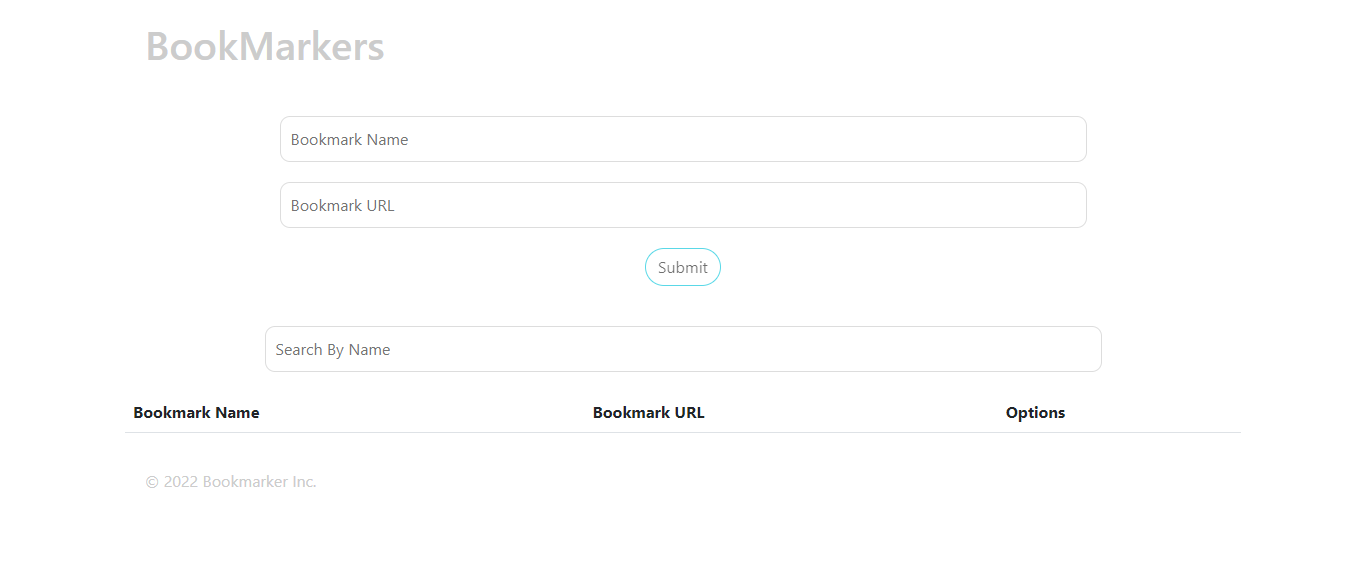 BookMarkers
Bookmark Name
Bookmark URL
Submit
Search By Name
Bookmark Name Bookmark URL Options
© 2022 Bookmarker Inc.